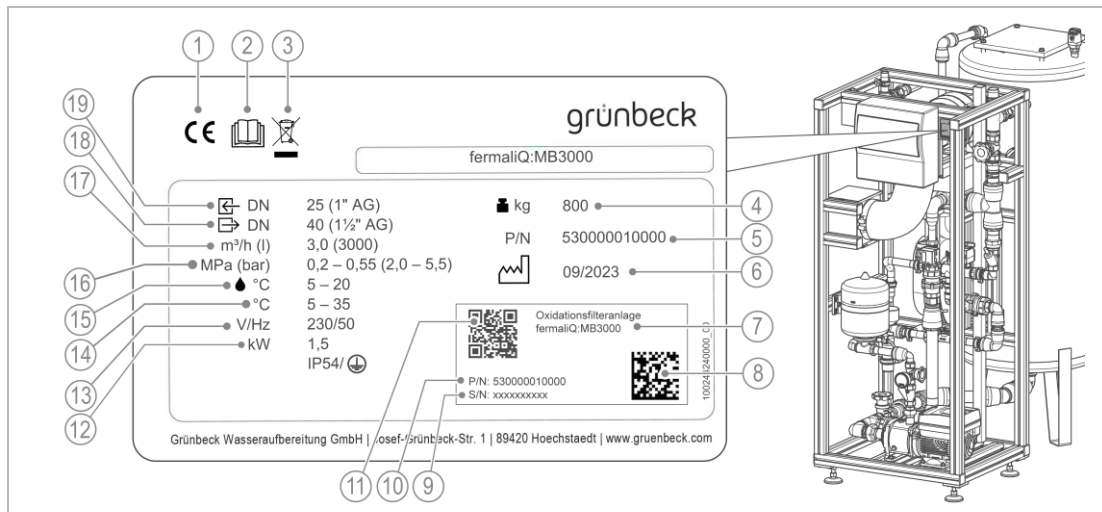 1 2 3
CE
grünbeck
fermaliQ:MB3000
19 DN 25 (1" AG)
18 DN 40 (1½" AG)
17 m³/h (l) 3,0 (3000)
16 MPa (bar) 0,2 – 0,55 (2,0 – 5,5)
15 °C 5 – 20
14 °C 5 – 35
13 V/Hz 230/50
12 kW 1,5
IP54/
kg 800 4
P/N 530000010000 5
09/2023 6
Oxidationsfilteranlage
fermaliQ:MB3000 7
8
10 P/N: 530000010000
9 S/N: xxxxxxxxxx
Grünbeck Wasseraufbereitung GmbH | Josef-Grünbeck-Str. 1 | 89420 Hoechstaedt | www.gruenbeck.com
11 10 9